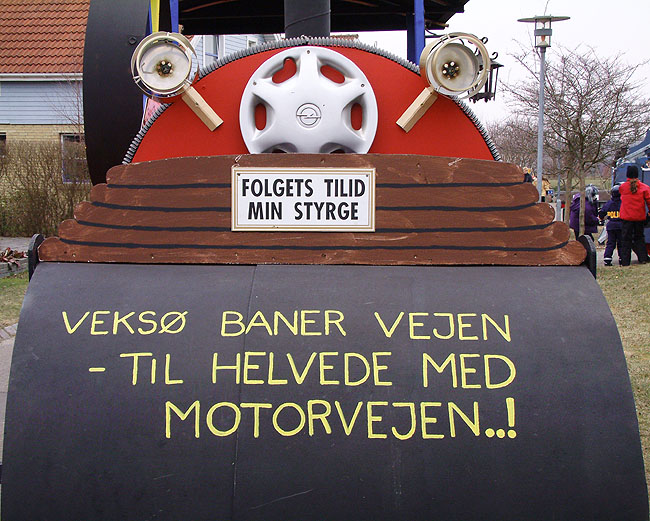 FOLGETS TILID
MIN STYRGE
VEKSØ BANER VEJEN
- TIL HELVEDE MED
MOTORVEJEN..!